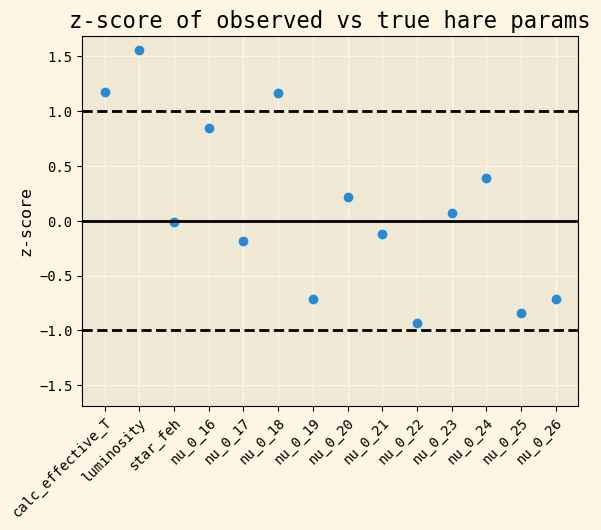 z-score of observed vs true hare params
z-score
1.5
1.0
0.5
0.0
−0.5
−1.0
−1.5
calc_effective_T
luminosity
star_feh
nu_0_16
nu_0_17
nu_0_18
nu_0_19
nu_0_20
nu_0_21
nu_0_22
nu_0_23
nu_0_24
nu_0_25
nu_0_26